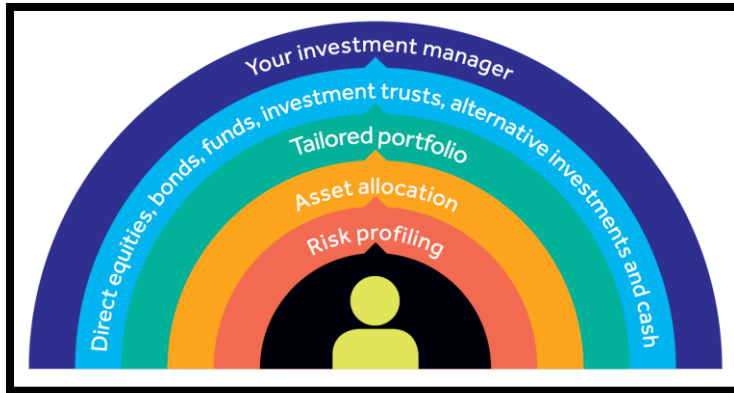 Your investment manager
Direct equities, bonds, funds, investment trusts, alternative investments and cash
Tailored portfolio
Asset allocation
Risk profiling